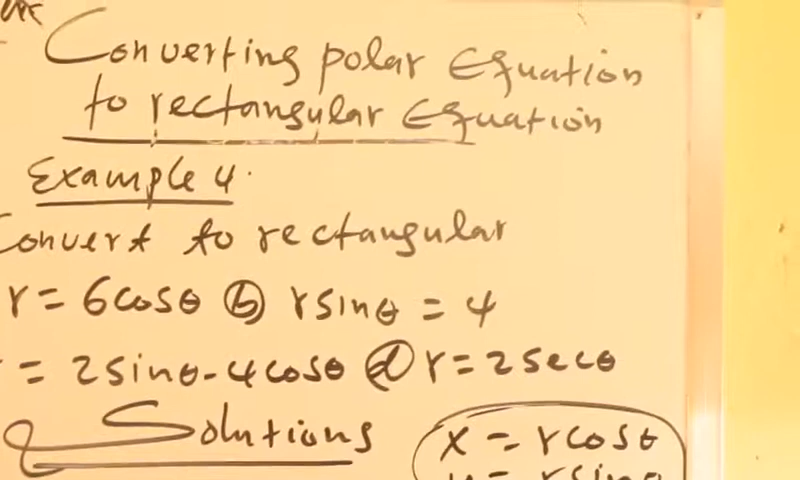 Converting polar Equation
to rectangular Equation
Example 4.
Convert to rectangular
r = 6cosθ ⓑ rsinθ = 4
= 2sinθ - 4cosθ ⓓ r = 2secθ
Solutions
x = rcosθ
y = rsinθ